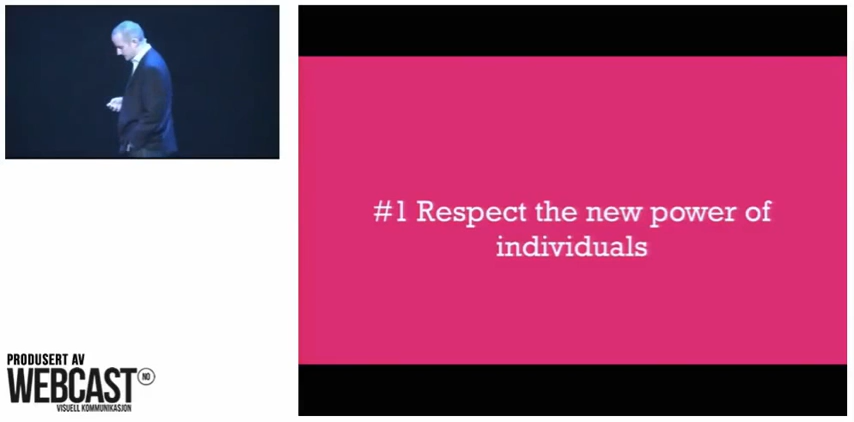 #1 Respect the new power of
individuals
PRODUSERT AV
WEBCAST NO
VISUELL KOMMUNIKASJON